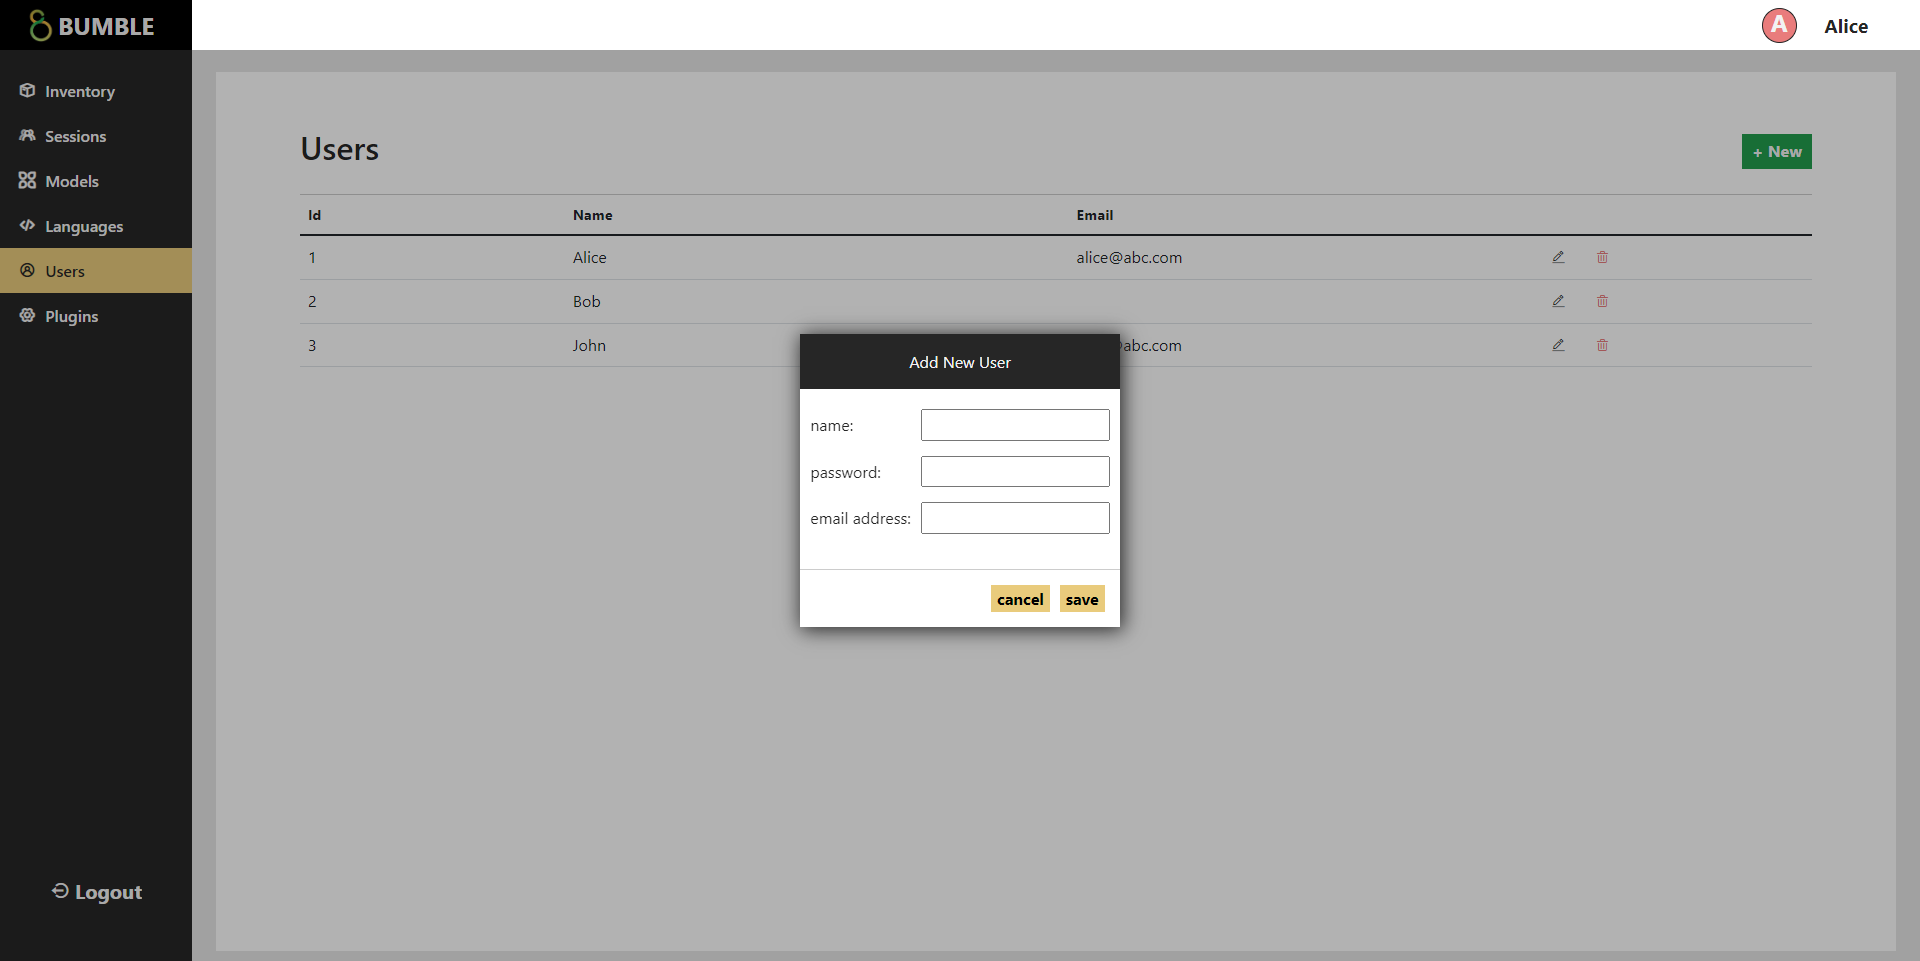 BUMBLE
A Alice
Inventory
Sessions
Models
Languages
Users
Plugins
Logout
Users
+ New
Id Name Email
1 Alice alice@abc.com
2 Bob
3 John abc.com
Add New User
name:
password:
email address:
cancel save